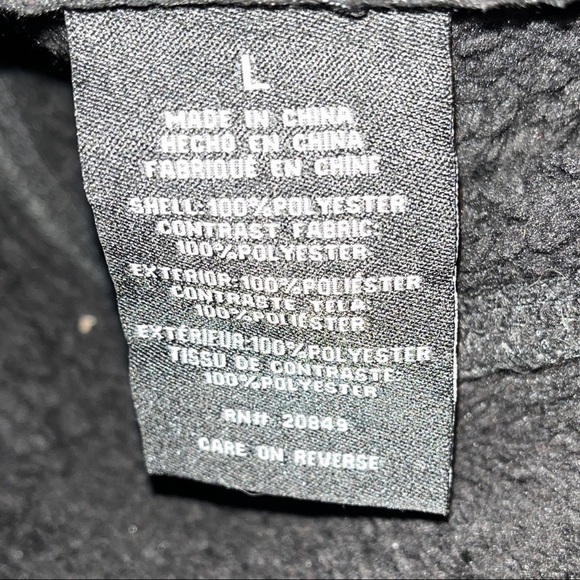 L
MADE IN CHINA
HECHO EN CHINA
FABRIQUÉ EN CHINE
SHELL:100%POLYESTER
CONTRAST FABRIC:
100%POLYESTER
EXTERIOR:100%POLIÉSTER
CONTRASTE TELA:
100%POLYESTER
EXTÉRIEUR:100%POLYESTER
TISSU DE CONTRASTE:
100%POLYESTER
RN# 20849
CARE ON REVERSE